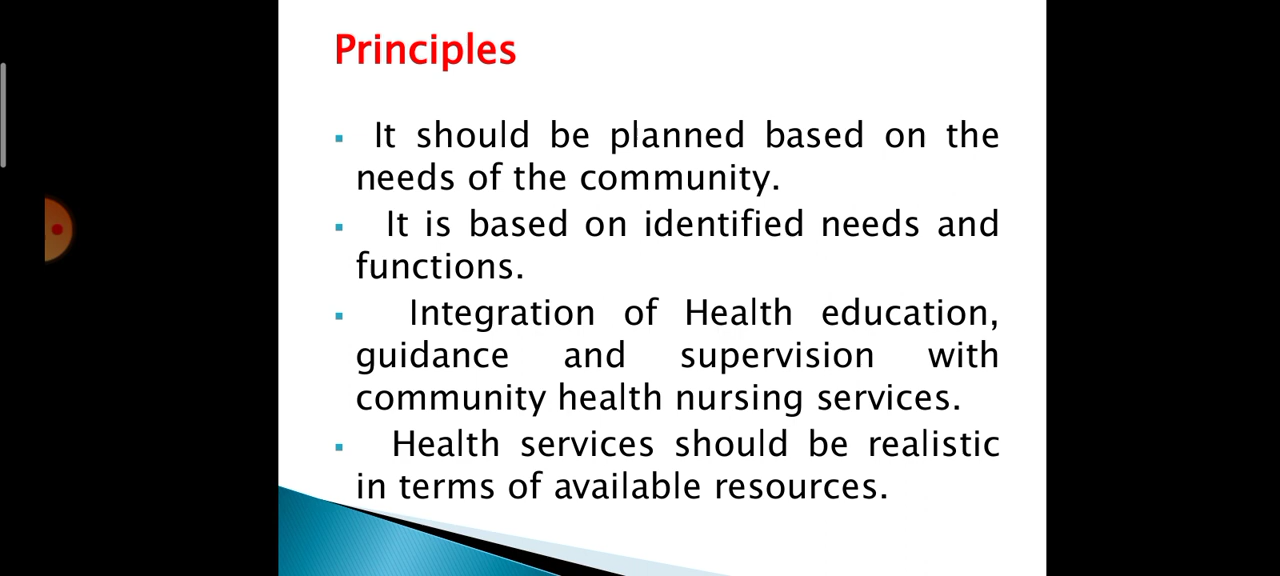 Principles
▪ It should be planned based on the
needs of the community.
▪ It is based on identified needs and
functions.
▪ Integration of Health education,
guidance and supervision with
community health nursing services.
▪ Health services should be realistic
in terms of available resources.